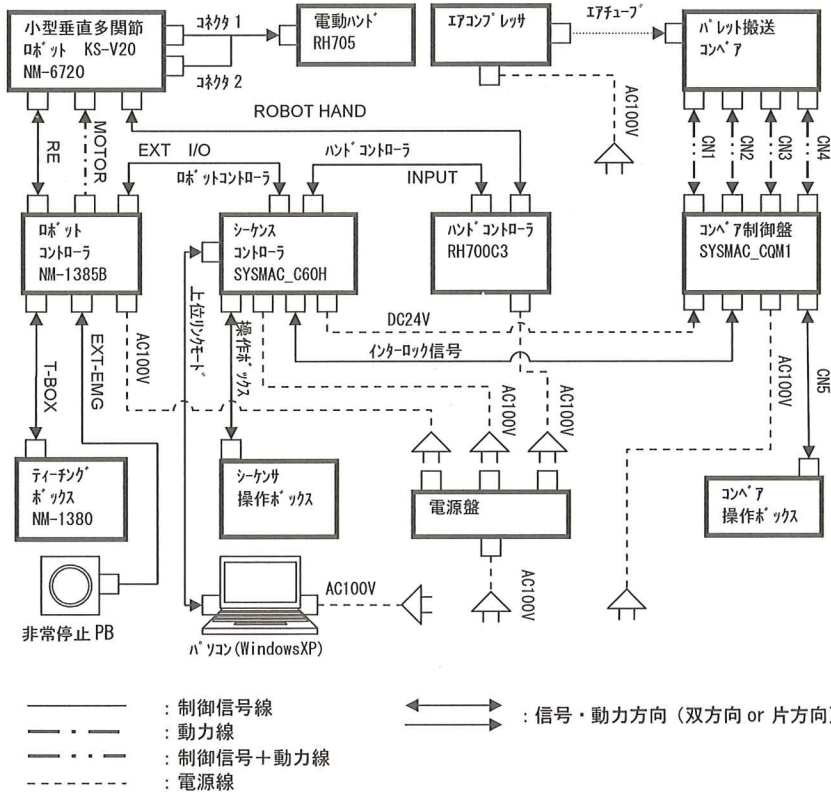 小型垂直多関節
ロボット KS-V20
NM-6720
コネクタ 1
コネクタ 2
電動ハンド
RH705
エアコンプレッサ
エアチューブ
パレット搬送
コンベア
AC100V
RE
MOTOR
ROBOT HAND
EXT I/O
ロボットコントローラ
ハンドコントローラ
INPUT
CN1
CN2
CN3
CN4
ロボット
コントローラ
NM-1385B
シーケンス
コントローラ
SYSMAC_C60H
ハンドコントローラ
RH700C3
コンベア制御盤
SYSMAC_CQM1
T-BOX
EXT-EMG
AC100V
上位リンクモード
操作ボックス
DC24V
インターロック信号
AC100V
AC100V
AC100V
AC100V
CN5
ティーチング
ボックス
NM-1380
シーケンサ
操作ボックス
電源盤
コンベア
操作ボックス
AC100V
AC100V
非常停止 PB
パソコン(WindowsXP)
：制御信号線
：動力線
：制御信号＋動力線
：電源線
：信号・動力方向（双方向 or 片方向）